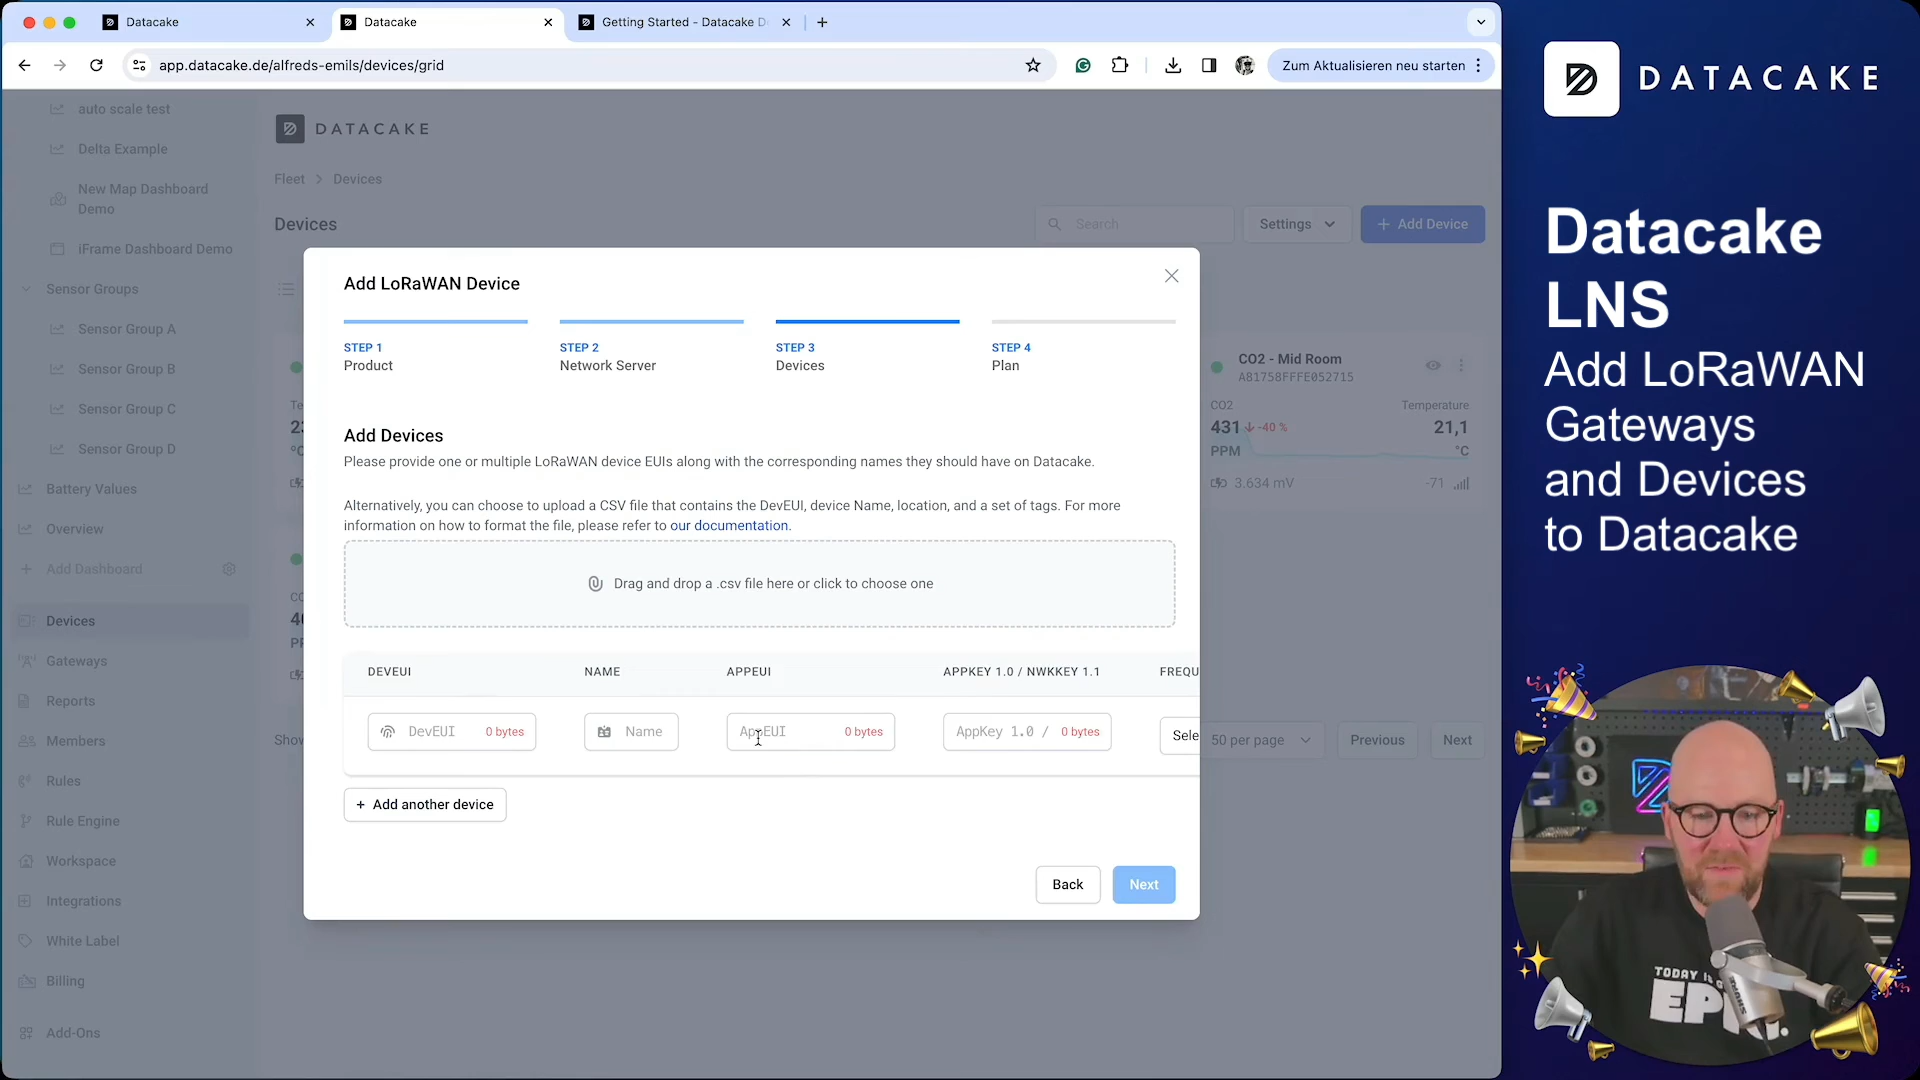 Datacake
Datacake
Getting Started - Datacake D
app.datacake.de/alfreds-emils/devices/grid
Zum Aktualisieren neu starten
DATACAKE
auto scale test
Delta Example
New Map Dashboard
Demo
iFrame Dashboard Demo
Sensor Groups
Sensor Group A
Sensor Group B
Sensor Group C
Sensor Group D
Battery Values
Overview
Add Dashboard
Devices
Gateways
Reports
Members
Rules
Rule Engine
Workspace
Integrations
White Label
Billing
Add-Ons
DATACAKE
Fleet > Devices
Devices
Search
Settings
+ Add Device
Add LoRaWAN Device
STEP 1
Product
STEP 2
Network Server
STEP 3
Devices
STEP 4
Plan
Add Devices
Please provide one or multiple LoRaWAN device EUIs along with the corresponding names they should have on Datacake.
Alternatively, you can choose to upload a CSV file that contains the DevEUI, device Name, location, and a set of tags. For more
information on how to format the file, please refer to our documentation.
Drag and drop a .csv file here or click to choose one
DEVEUI NAME APPEUI APPKEY 1.0 / NWKKEY 1.1 FREQU
DevEUI 0 bytes Name AppEUI 0 bytes AppKey 1.0 / 0 bytes Sele
+ Add another device
Back
Next
CO2 - Mid Room
A81758FFFE052715
CO2 Temperature
431 -40 % 21,1
PPM °C
3.634 mV -71
Show
50 per page
Previous
Next
Datacake
LNS
Add LoRaWAN
Gateways
and Devices
to Datacake
TODAY I
EP